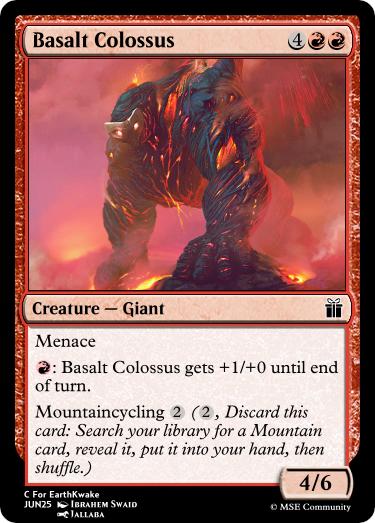 Basalt Colossus 4
Creature — Giant
Menace
: Basalt Colossus gets +1/+0 until end
of turn.
Mountaincycling 2 (2, Discard this
card: Search your library for a Mountain
card, reveal it, put it into your hand, then
shuffle.)
4/6
C For EarthKwake
JUN25 Ibrahem Swaid
Jallaba
© MSE Community